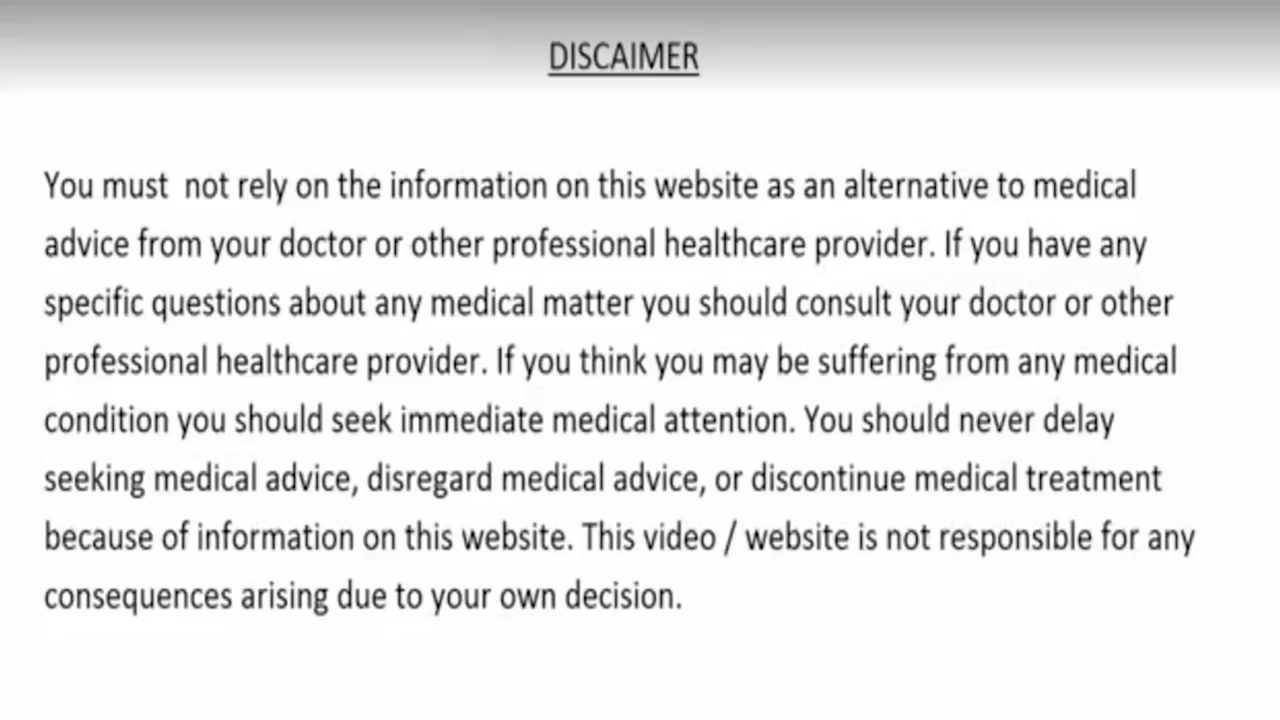 DISCAIMER
You must  not rely on the information on this website as an alternative to medical
advice from your doctor or other professional healthcare provider. If you have any
specific questions about any medical matter you should consult your doctor or other
professional healthcare provider. If you think you may be suffering from any medical
condition you should seek immediate medical attention. You should never delay
seeking medical advice, disregard medical advice, or discontinue medical treatment
because of information on this website. This video / website is not responsible for any
consequences arising due to your own decision.